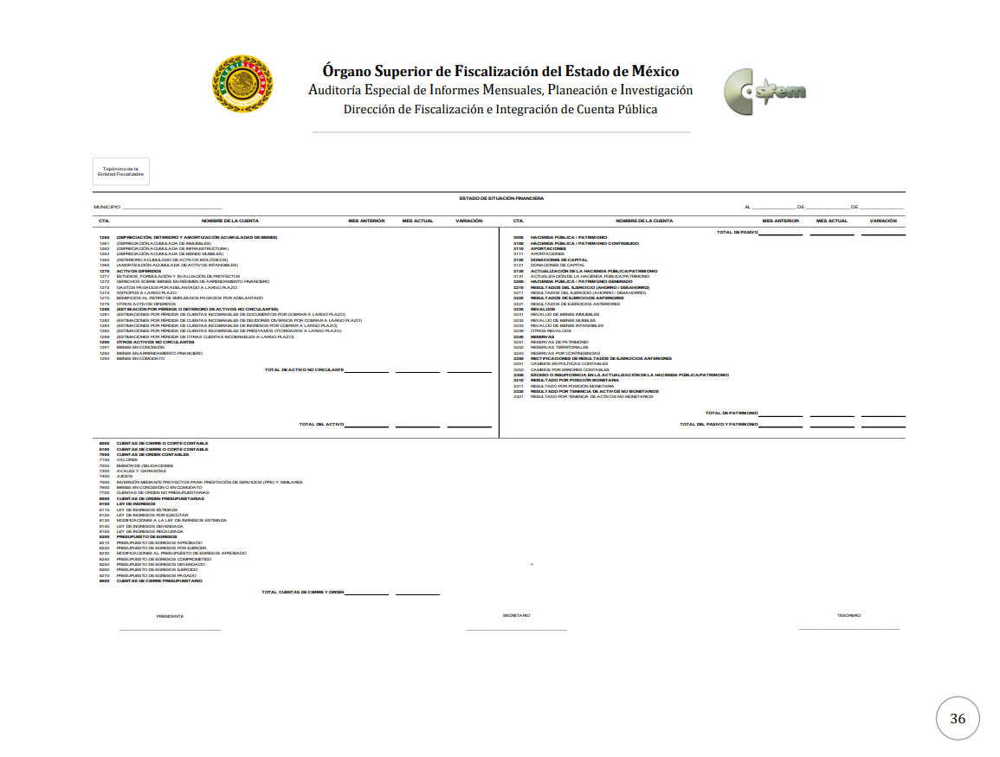 Órgano Superior de Fiscalización del Estado de México
Auditoría Especial de Informes Mensuales, Planeación e Investigación
Dirección de Fiscalización e Integración de Cuenta Pública
LX LEGISLATURA
osfem
Topónimo de la
Entidad Fiscalizable
ESTADO DE SITUACIÓN FINANCIERA
MUNICIPIO: ____________ AL ____________ DE ____________ DE ____________
CTA. NOMBRE DE LA CUENTA MES ANTERIOR MES ACTUAL VARIACIÓN
1260 (DEPRECIACIÓN, DETERIORO Y AMORTIZACIÓN ACUMULADAS DE BIENES)
1261 (DEPRECIACIÓN ACUMULADA DE INMUEBLES)
1262 (DEPRECIACIÓN ACUMULADA DE INFRAESTRUCTURA)
1263 (DEPRECIACIÓN ACUMULADA DE BIENES MUEBLES)
1264 (DETERIORO ACUMULADO DE ACTIVOS BIOLÓGICOS)
1265 (AMORTIZACIÓN ACUMULADA DE ACTIVOS INTANGIBLES)
1270 ACTIVOS DIFERIDOS
1271 ESTUDIOS, FORMULACIÓN Y EVALUACIÓN DE PROYECTOS
1272 DERECHOS SOBRE BIENES EN RÉGIMEN DE ARRENDAMIENTO FINANCIERO
1273 GASTOS PAGADOS POR ADELANTADO A LARGO PLAZO
1274 ANTICIPOS A LARGO PLAZO
1275 BENEFICIOS AL RETIRO DE EMPLEADOS PAGADOS POR ADELANTADO
1279 OTROS ACTIVOS DIFERIDOS
1280 (ESTIMACIÓN POR PÉRDIDA O DETERIORO DE ACTIVOS NO CIRCULANTES)
1281 (ESTIMACIONES POR PÉRDIDA DE CUENTAS INCOBRABLES DE DOCUMENTOS POR COBRAR A LARGO PLAZO)
1282 (ESTIMACIONES POR PÉRDIDA DE CUENTAS INCOBRABLES DE DEUDORES DIVERSOS POR COBRAR A LARGO PLAZO)
1283 (ESTIMACIONES POR PÉRDIDA DE CUENTAS INCOBRABLES DE INGRESOS POR COBRAR A LARGO PLAZO)
1284 (ESTIMACIONES POR PÉRDIDA DE CUENTAS INCOBRABLES DE PRÉSTAMOS OTORGADOS A LARGO PLAZO)
1289 (ESTIMACIONES POR PÉRDIDA DE OTRAS CUENTAS INCOBRABLES A LARGO PLAZO)
1290 OTROS ACTIVOS NO CIRCULANTES
1291 BIENES EN CONCESIÓN
1292 BIENES EN ARRENDAMIENTO FINANCIERO
1293 BIENES EN COMODATO
TOTAL DE ACTIVO NO CIRCULANTE
TOTAL DEL ACTIVO
CTA. NOMBRE DE LA CUENTA MES ANTERIOR MES ACTUAL VARIACIÓN
TOTAL DE PASIVO
3000 HACIENDA PÚBLICA / PATRIMONIO
3100 HACIENDA PÚBLICA / PATRIMONIO CONTRIBUIDO
3110 APORTACIONES
3111 APORTACIONES
3120 DONACIONES DE CAPITAL
3121 DONACIONES DE CAPITAL
3130 ACTUALIZACIÓN DE LA HACIENDA PÚBLICA/PATRIMONIO
3131 ACTUALIZACIÓN DE LA HACIENDA PÚBLICA/PATRIMONIO
3200 HACIENDA PÚBLICA / PATRIMONIO GENERADO
3210 RESULTADOS DEL EJERCICIO (AHORRO / DESAHORRO)
3211 RESULTADOS DEL EJERCICIO (AHORRO / DESAHORRO)
3220 RESULTADOS DE EJERCICIOS ANTERIORES
3221 RESULTADOS DE EJERCICIOS ANTERIORES
3230 REVALÚOS
3231 REVALÚO DE BIENES INMUEBLES
3232 REVALÚO DE BIENES MUEBLES
3233 REVALÚO DE BIENES INTANGIBLES
3239 OTROS REVALÚOS
3240 RESERVAS
3241 RESERVAS DE PATRIMONIO
3242 RESERVAS TERRITORIALES
3243 RESERVAS POR CONTINGENCIAS
3250 RECTIFICACIONES DE RESULTADOS DE EJERCICIOS ANTERIORES
3251 CAMBIOS EN POLÍTICAS CONTABLES
3252 CAMBIOS POR ERRORES CONTABLES
3300 EXCESO O INSUFICIENCIA EN LA ACTUALIZACIÓN DE LA HACIENDA PÚBLICA/PATRIMONIO
3310 RESULTADO POR POSICIÓN MONETARIA
3311 RESULTADO POR POSICIÓN MONETARIA
3320 RESULTADO POR TENENCIA DE ACTIVOS NO MONETARIOS
3321 RESULTADO POR TENENCIA DE ACTIVOS NO MONETARIOS
TOTAL DE PATRIMONIO
TOTAL DEL PASIVO Y PATRIMONIO
6000 CUENTAS DE CIERRE O CORTE CONTABLE
6100 CUENTAS DE CIERRE O CORTE CONTABLE
7000 CUENTAS DE ORDEN CONTABLES
7100 VALORES
7200 EMISIÓN DE OBLIGACIONES
7300 AVALES Y GARANTÍAS
7400 JUICIOS
7500 INVERSIÓN MEDIANTE PROYECTOS PARA PRESTACIÓN DE SERVICIOS (PPS) Y SIMILARES
7600 BIENES EN CONCESIÓN O EN COMODATO
7700 CUENTAS DE ORDEN NO PRESUPUESTARIAS
8000 CUENTAS DE ORDEN PRESUPUESTARIAS
8100 LEY DE INGRESOS
8110 LEY DE INGRESOS ESTIMADA
8120 LEY DE INGRESOS POR EJECUTAR
8130 MODIFICACIONES A LA LEY DE INGRESOS ESTIMADA
8140 LEY DE INGRESOS DEVENGADA
8150 LEY DE INGRESOS RECAUDADA
8200 PRESUPUESTO DE EGRESOS
8210 PRESUPUESTO DE EGRESOS APROBADO
8220 PRESUPUESTO DE EGRESOS POR EJERCER
8230 MODIFICACIONES AL PRESUPUESTO DE EGRESOS APROBADO
8240 PRESUPUESTO DE EGRESOS COMPROMETIDO
8250 PRESUPUESTO DE EGRESOS DEVENGADO <
8260 PRESUPUESTO DE EGRESOS EJERCIDO
8270 PRESUPUESTO DE EGRESOS PAGADO
9000 CUENTAS DE CIERRE PRESUPUESTARIO
TOTAL CUENTAS DE CIERRE Y ORDEN
PRESIDENTE SECRETARIO TESORERO
36